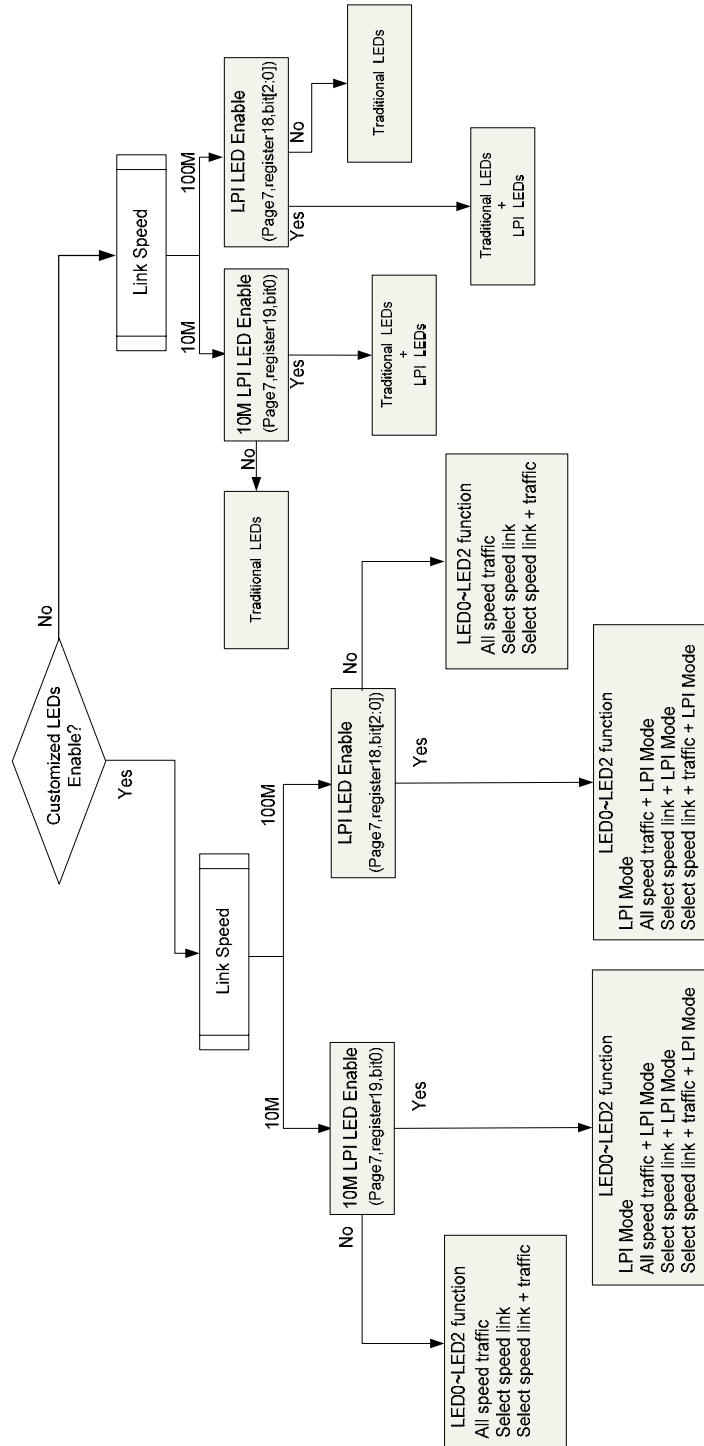 Customized LEDs
Enable?
Yes
No
Link Speed
10M
100M
10M LPI LED Enable
(Page7,register19,bit0)
No
Yes
LED0~LED2 function
All speed traffic
Select speed link
Select speed link + traffic
LED0~LED2 function
LPI Mode
All speed traffic + LPI Mode
Select speed link + LPI Mode
Select speed link + traffic + LPI Mode
LPI LED Enable
(Page7,register18,bit[2:0])
Yes
No
LED0~LED2 function
LPI Mode
All speed traffic + LPI Mode
Select speed link + LPI Mode
Select speed link + traffic + LPI Mode
LED0~LED2 function
All speed traffic
Select speed link
Select speed link + traffic
Link Speed
10M
100M
10M LPI LED Enable
(Page7,register19,bit0)
No
Yes
Traditional LEDs
Traditional LEDs
+
LPI LEDs
LPI LED Enable
(Page7,register18,bit[2:0])
Yes
No
Traditional LEDs
+
LPI LEDs
Traditional LEDs